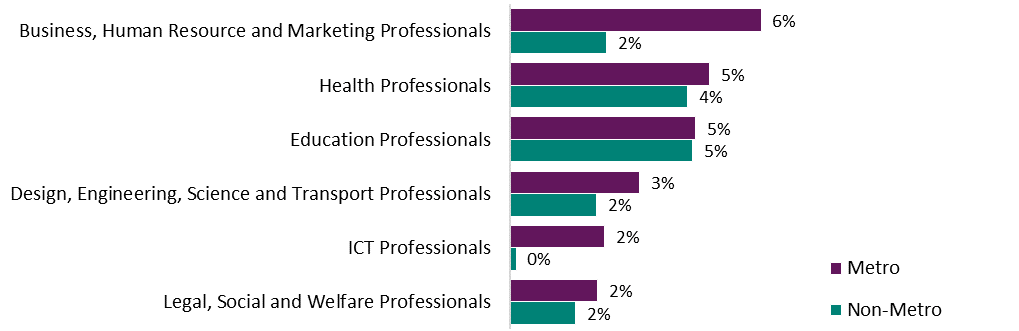 Business, Human Resource and Marketing Professionals
6%
2%
Health Professionals
5%
4%
Education Professionals
5%
5%
Design, Engineering, Science and Transport Professionals
3%
2%
ICT Professionals
2%
0%
Legal, Social and Welfare Professionals
2%
2%
Metro
Non-Metro